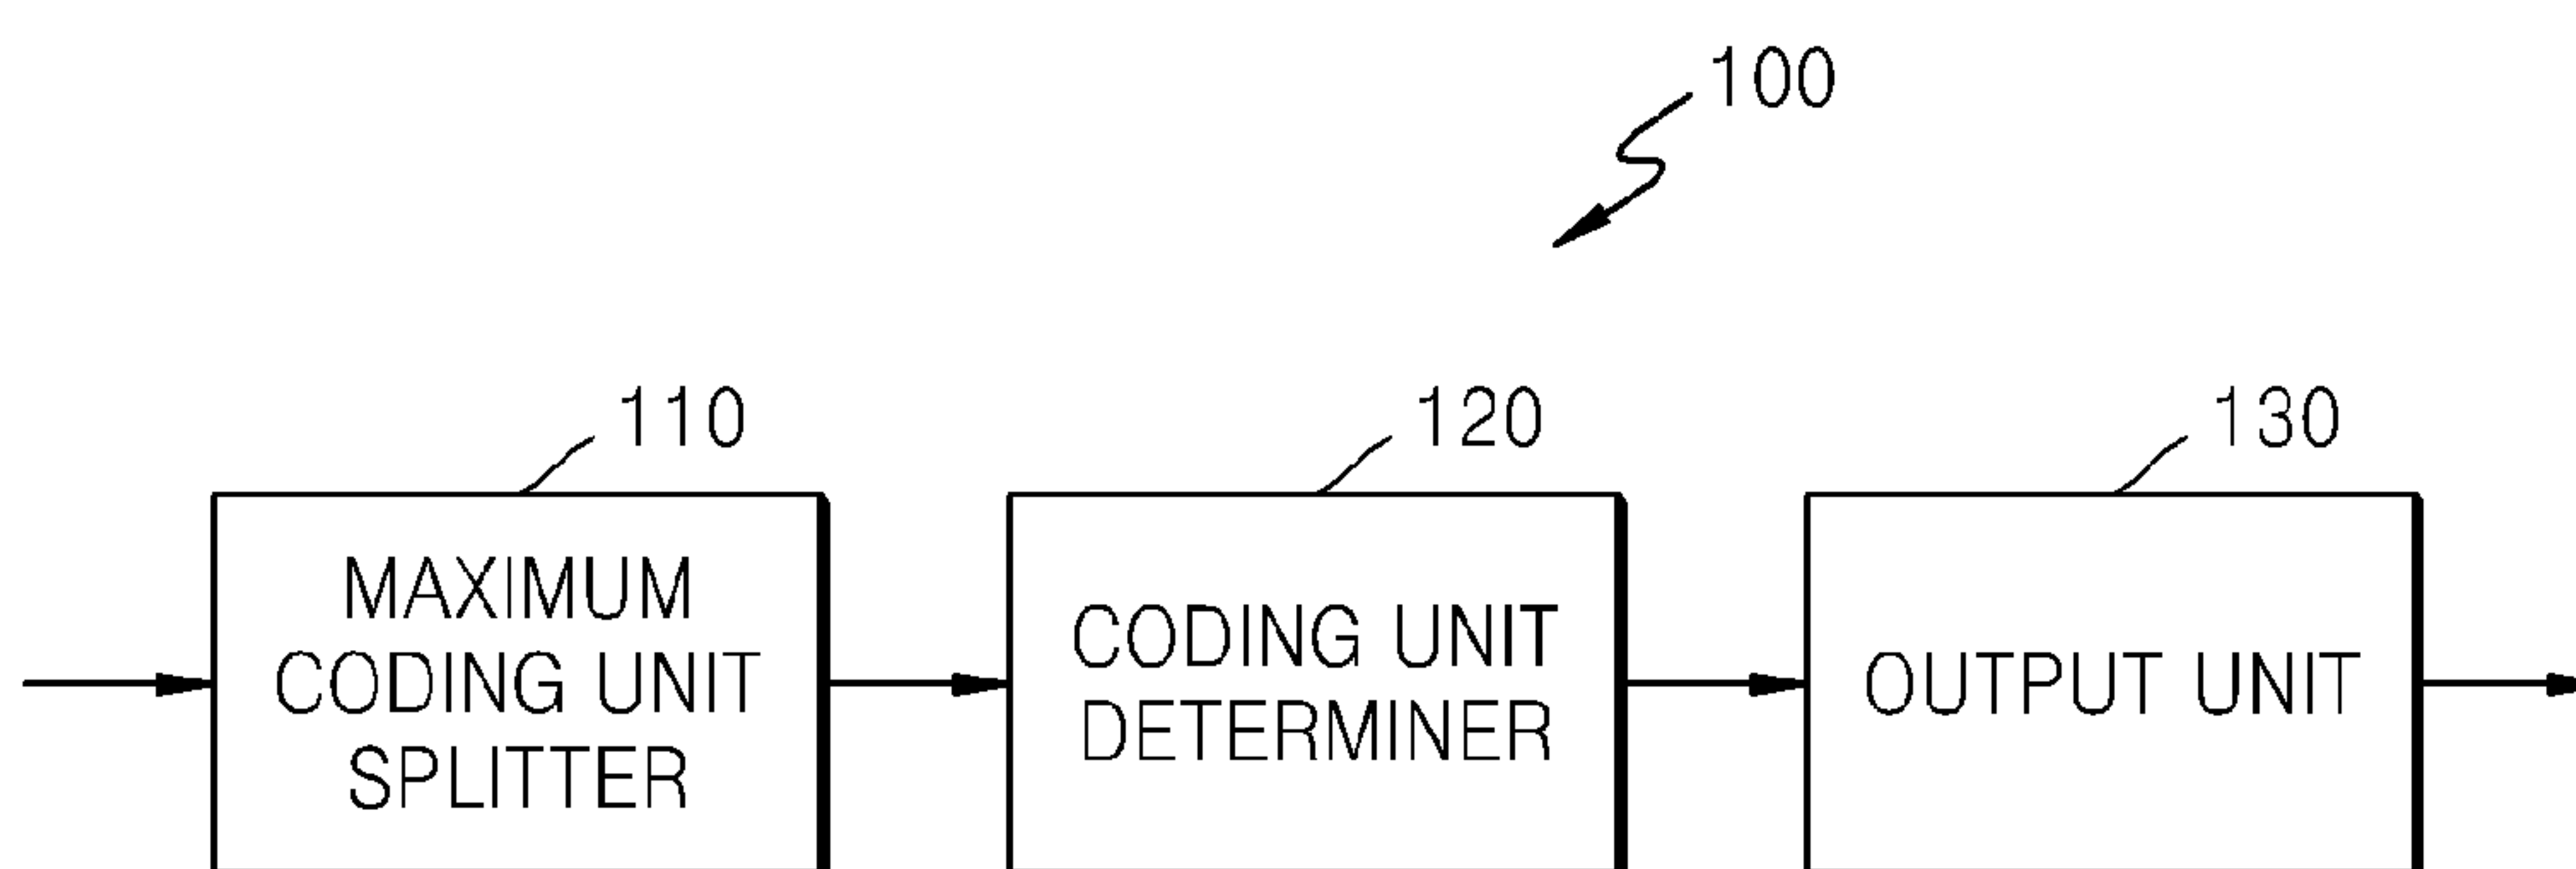 100
110
120
130
MAXIMUM
CODING UNIT
SPLITTER
CODING UNIT
DETERMINER
OUTPUT UNIT